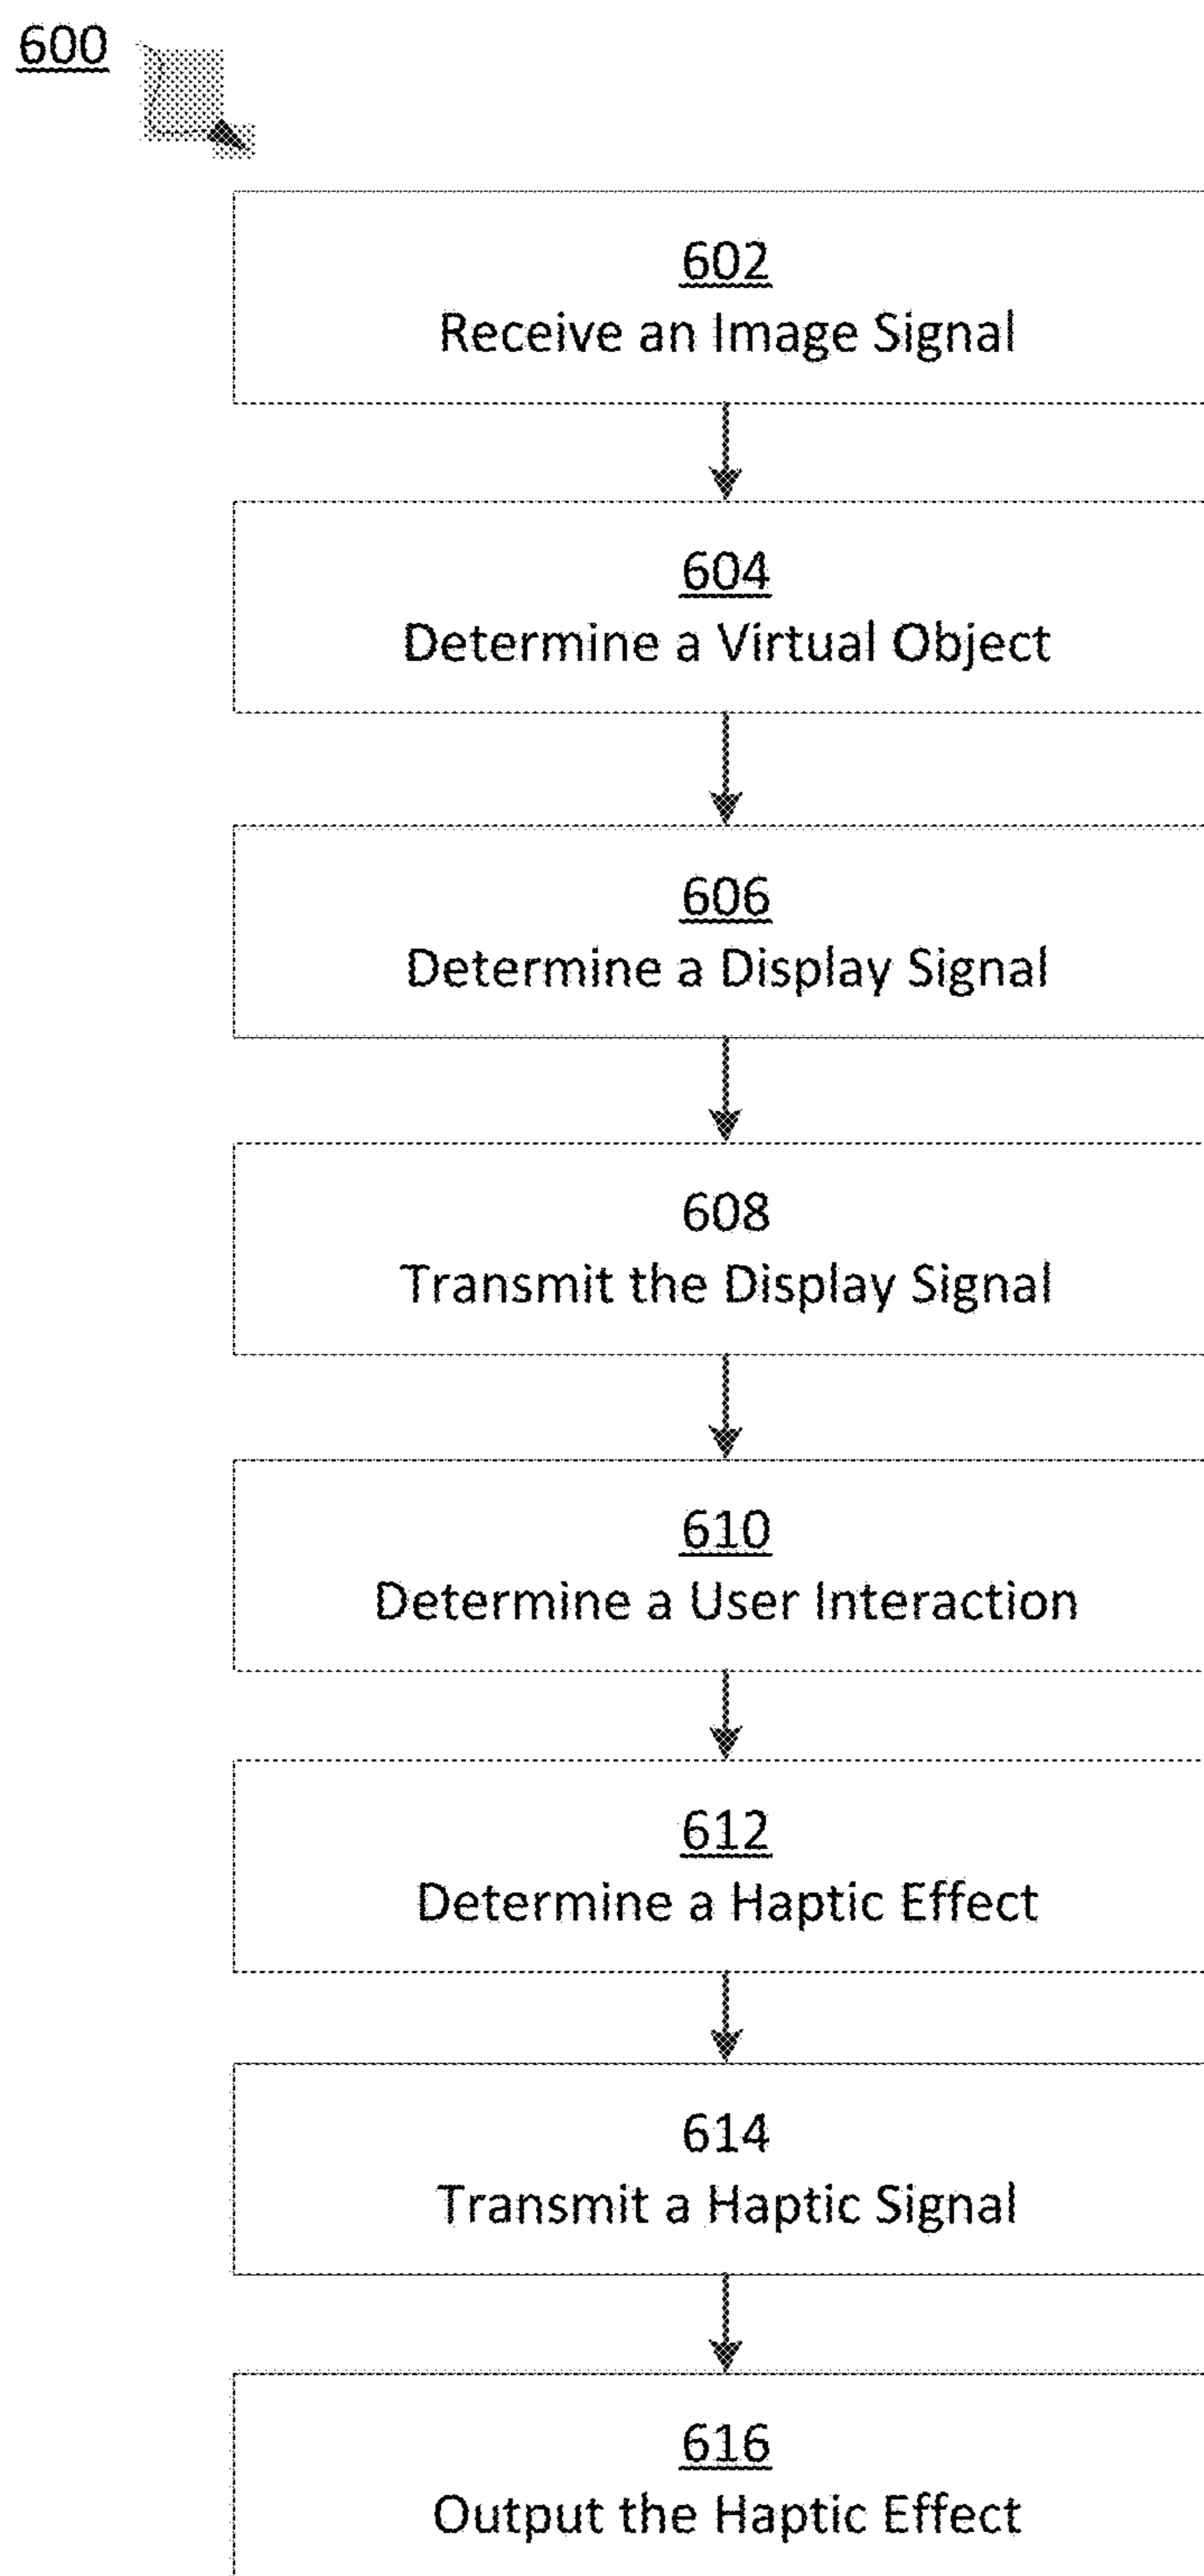 600
602
Receive an Image Signal
604
Determine a Virtual Object
606
Determine a Display Signal
608
Transmit the Display Signal
610
Determine a User Interaction
612
Determine a Haptic Effect
614
Transmit a Haptic Signal
616
Output the Haptic Effect